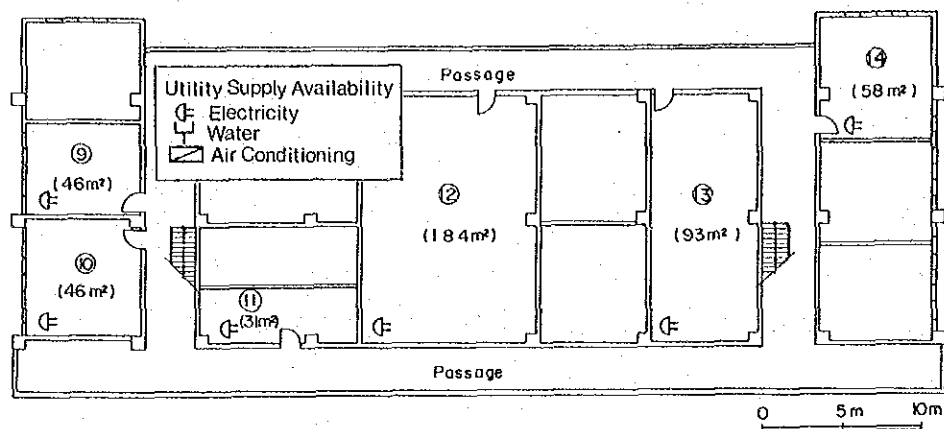 Passage
⑭
(58m²)
Utility Supply Availability
Electricity
Water
Air Conditioning
⑨
(46m²)
⑫
(184m²)
⑬
(93m²)
⑩
(46m²)
⑪
(31m²)
Passage
0 5m 10m